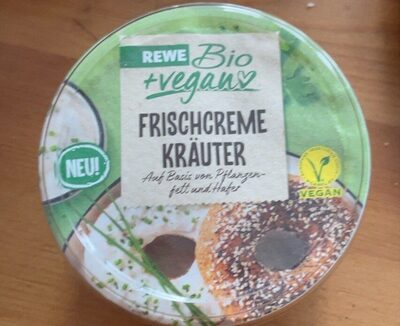 REWE Bio
+vegan
FRISCHCREME
KRÄUTER
Auf Basis von Pflanzen-
fett und Hafer
NEU!
VEGAN